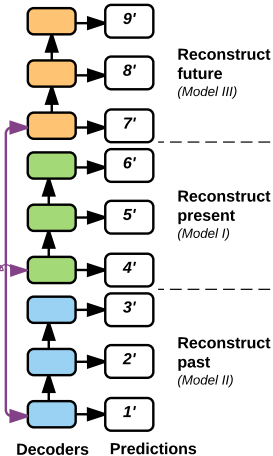 9'
8'
7'
Reconstruct
future
(Model III)
6'
5'
4'
Reconstruct
present
(Model I)
3'
2'
1'
Reconstruct
past
(Model II)
Decoders Predictions